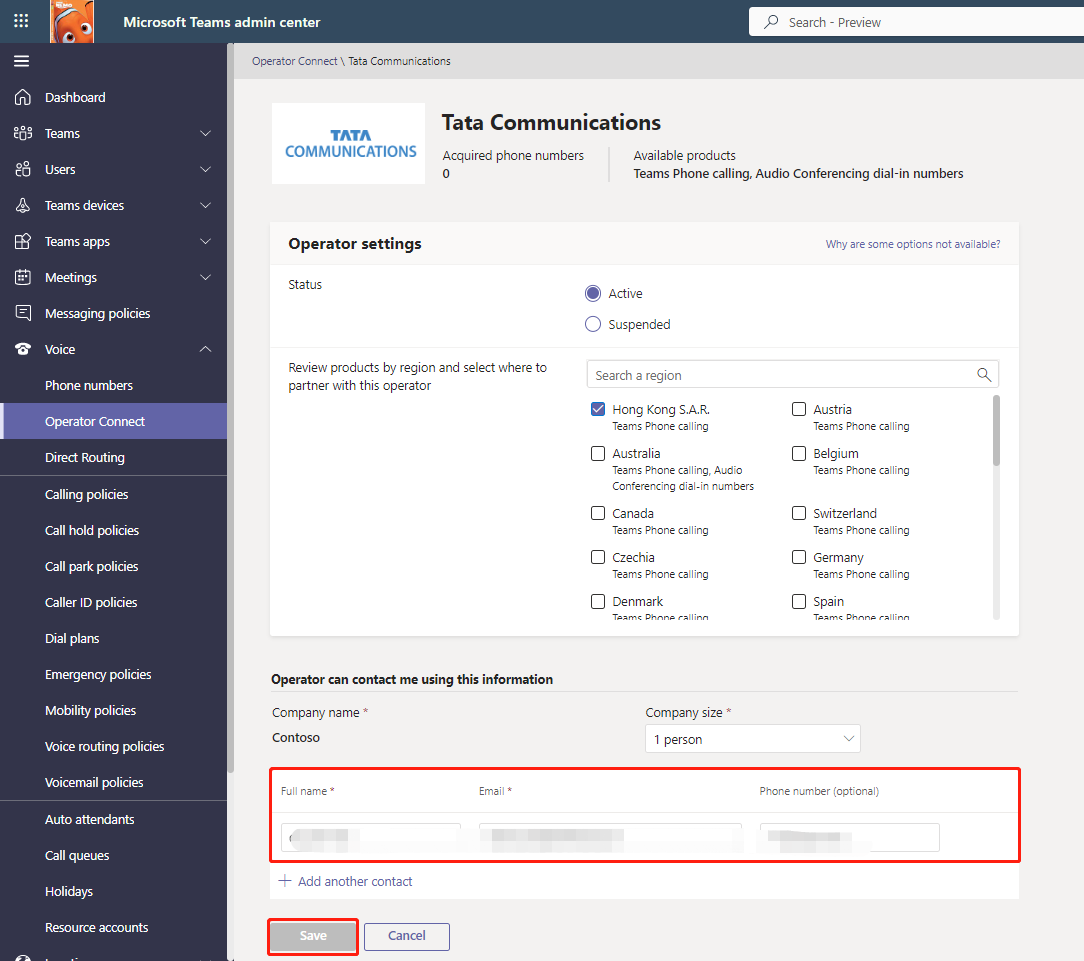 Microsoft Teams admin center
Search - Preview
Dashboard
Teams
Users
Teams devices
Teams apps
Meetings
Messaging policies
Voice
Phone numbers
Operator Connect
Direct Routing
Calling policies
Call hold policies
Call park policies
Caller ID policies
Dial plans
Emergency policies
Mobility policies
Voice routing policies
Voicemail policies
Auto attendants
Call queues
Holidays
Resource accounts
Operator Connect \ Tata Communications
TATA
COMMUNICATIONS
Tata Communications
Acquired phone numbers
0
Available products
Teams Phone calling, Audio Conferencing dial-in numbers
Operator settings
Why are some options not available?
Status
Active
Suspended
Review products by region and select where to
partner with this operator
Search a region
Hong Kong S.A.R.
Teams Phone calling
Austria
Teams Phone calling
Australia
Teams Phone calling, Audio
Conferencing dial-in numbers
Belgium
Teams Phone calling
Canada
Teams Phone calling
Switzerland
Teams Phone calling
Czechia
Teams Phone calling
Germany
Teams Phone calling
Denmark
Teams Phone calling
Spain
Teams Phone calling
Operator can contact me using this information
Company name *
Contoso
Company size *
1 person
Full name *
Email *
Phone number (optional)
+ Add another contact
Save
Cancel